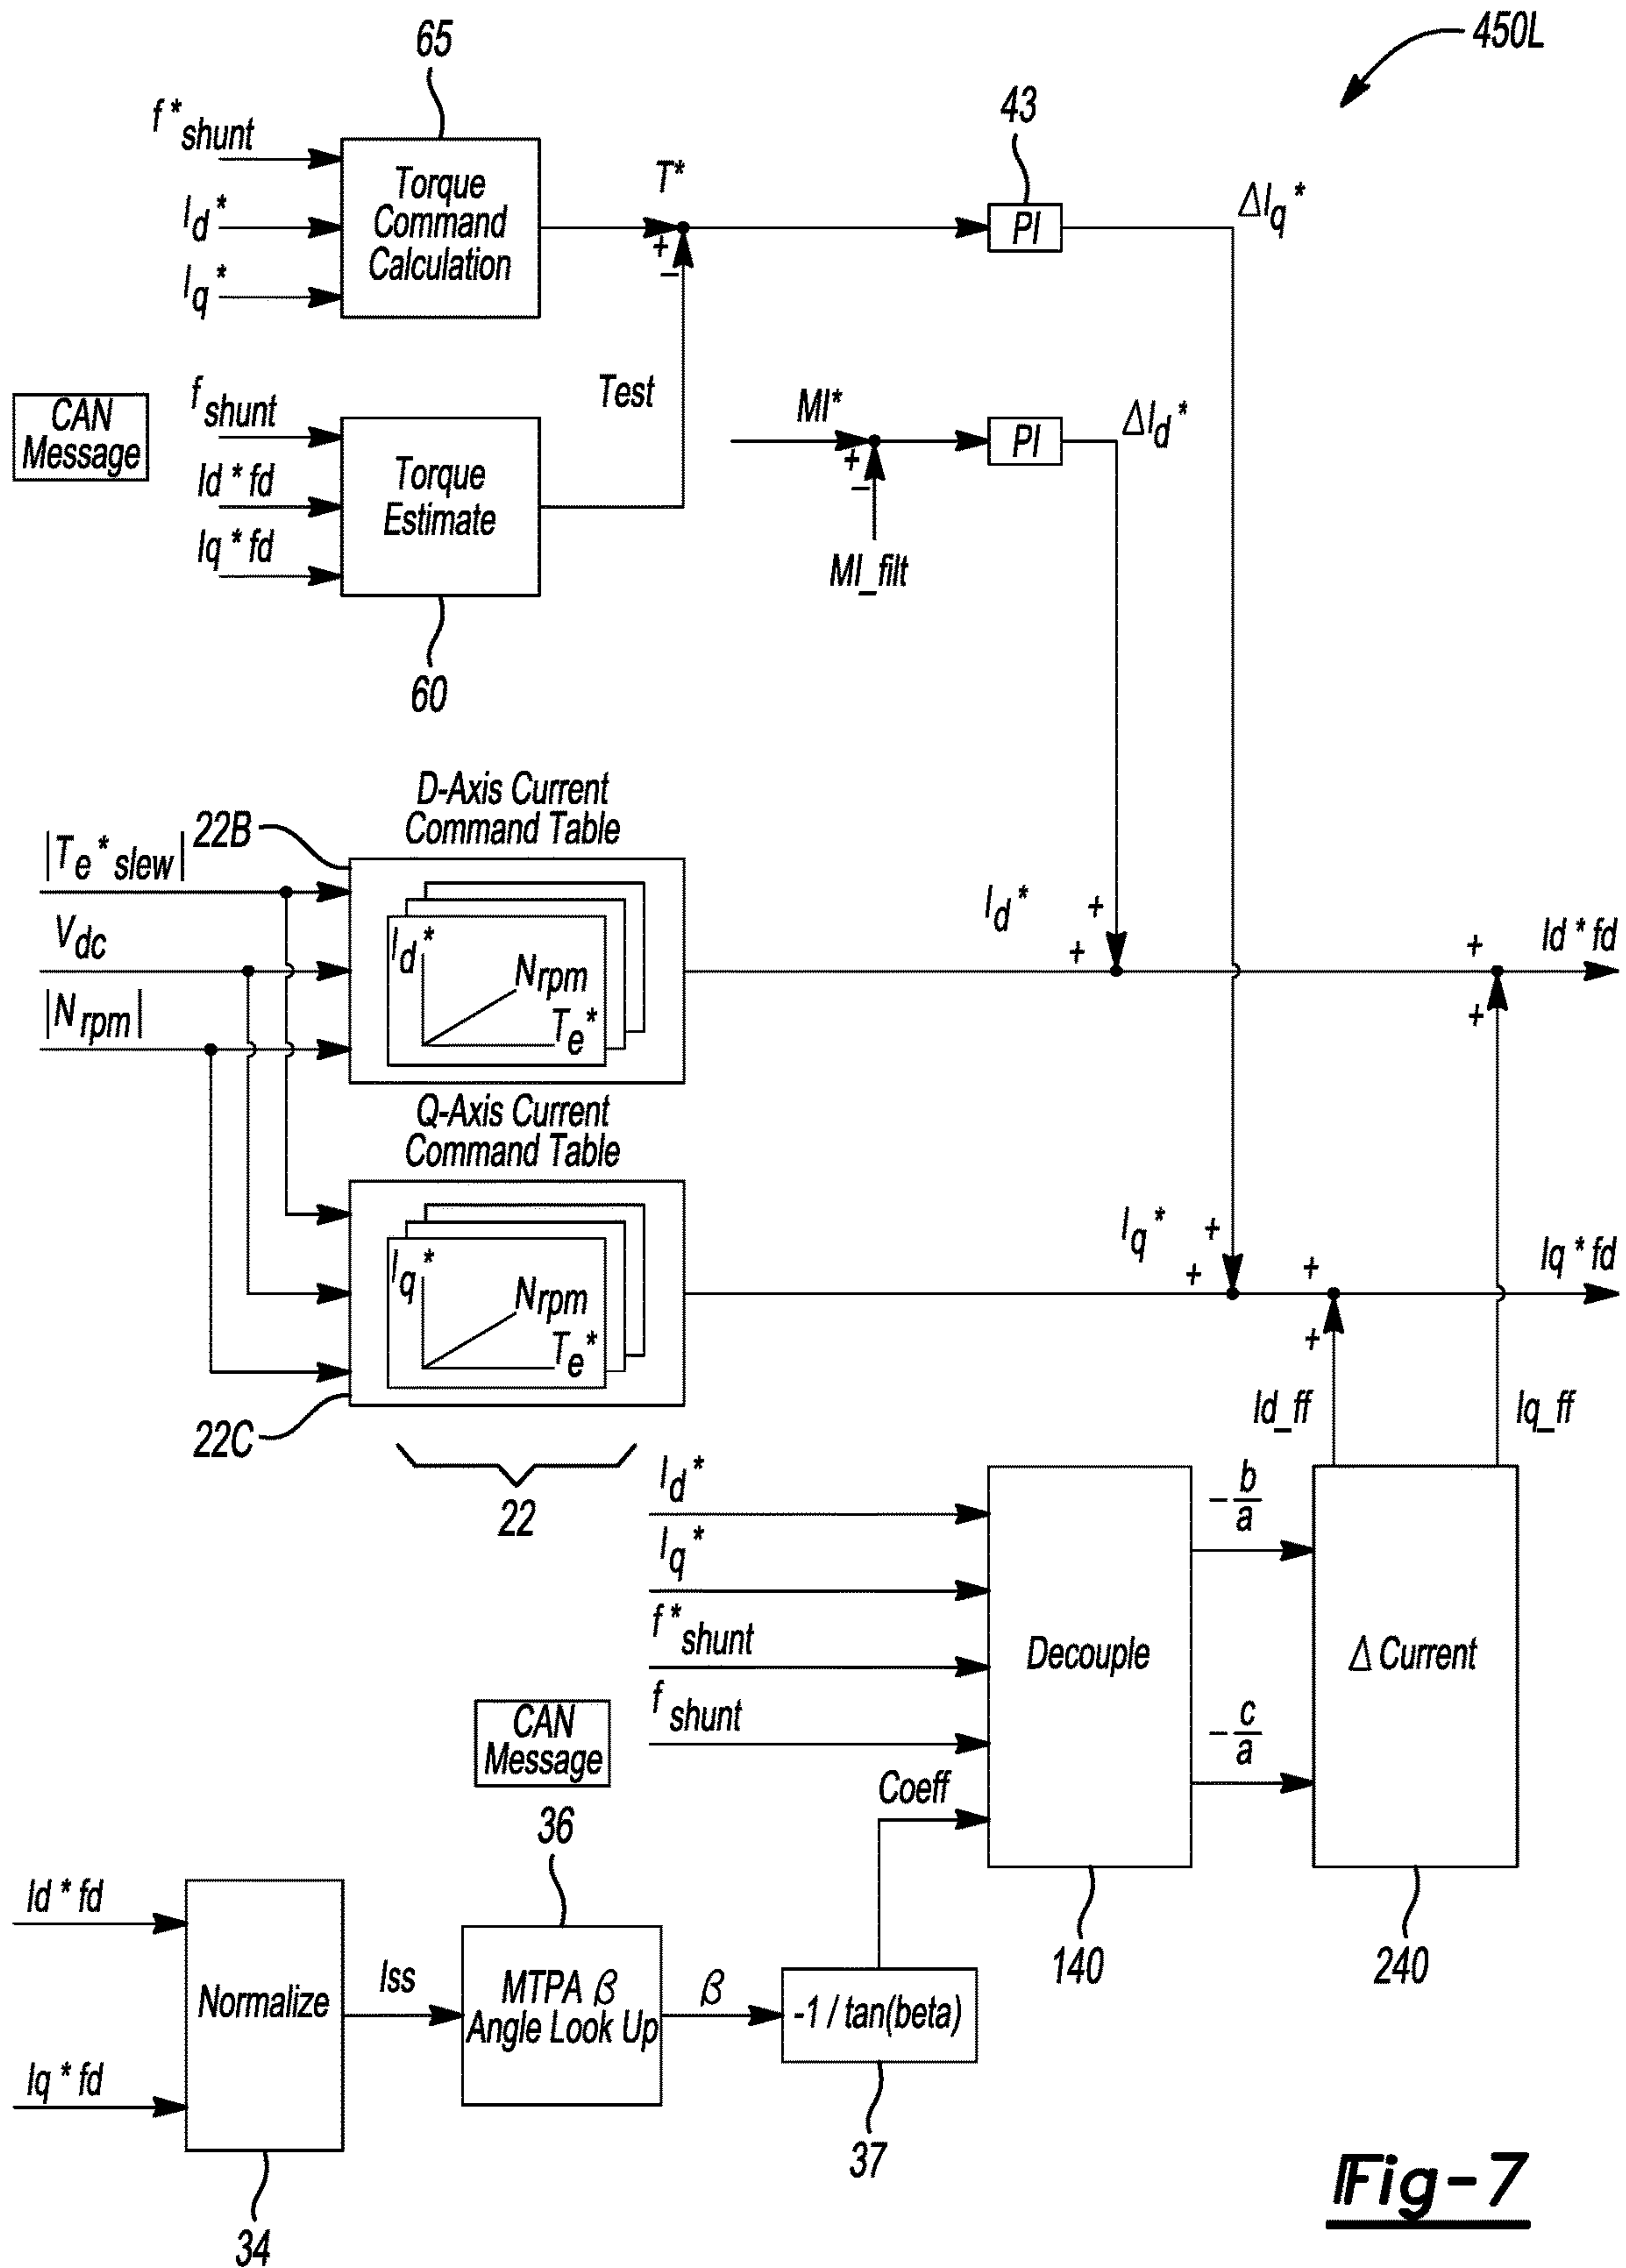 450L
65
43
f*shunt
Id*
Iq*
Torque
Command
Calculation
T*
+
−
PI
ΔIq*
CAN
Message
fshunt
Id * fd
Iq * fd
Torque
Estimate
Test
60
MI*
+
−
MI_filt
PI
ΔId*
D-Axis Current
Command Table
22B
|Te*slew|
Vdc
|Nrpm|
Id*
Nrpm
Te*
Id*
+
+
+
+
Id * fd
Q-Axis Current
Command Table
Iq*
Nrpm
Te*
22C
22
Iq*
+
+
+
+
Iq * fd
Id_ff
Iq_ff
Id*
Iq*
f*shunt
fshunt
Coeff
Decouple
140
− b/a
− c/a
Δ Current
240
CAN
Message
36
Id * fd
Iq * fd
Normalize
34
Iss
MTPA β
Angle Look Up
β
-1 / tan(beta)
37
Fig-7